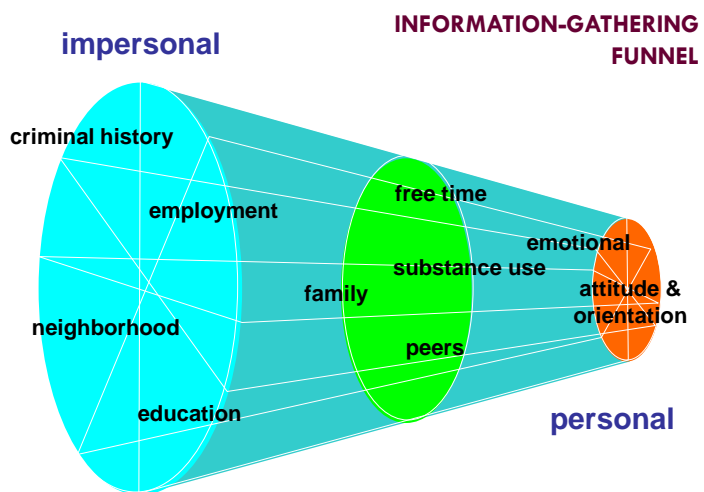 INFORMATION-GATHERING
FUNNEL
impersonal
criminal history
employment
neighborhood
education
free time
substance use
family
peers
emotional
attitude &
orientation
personal